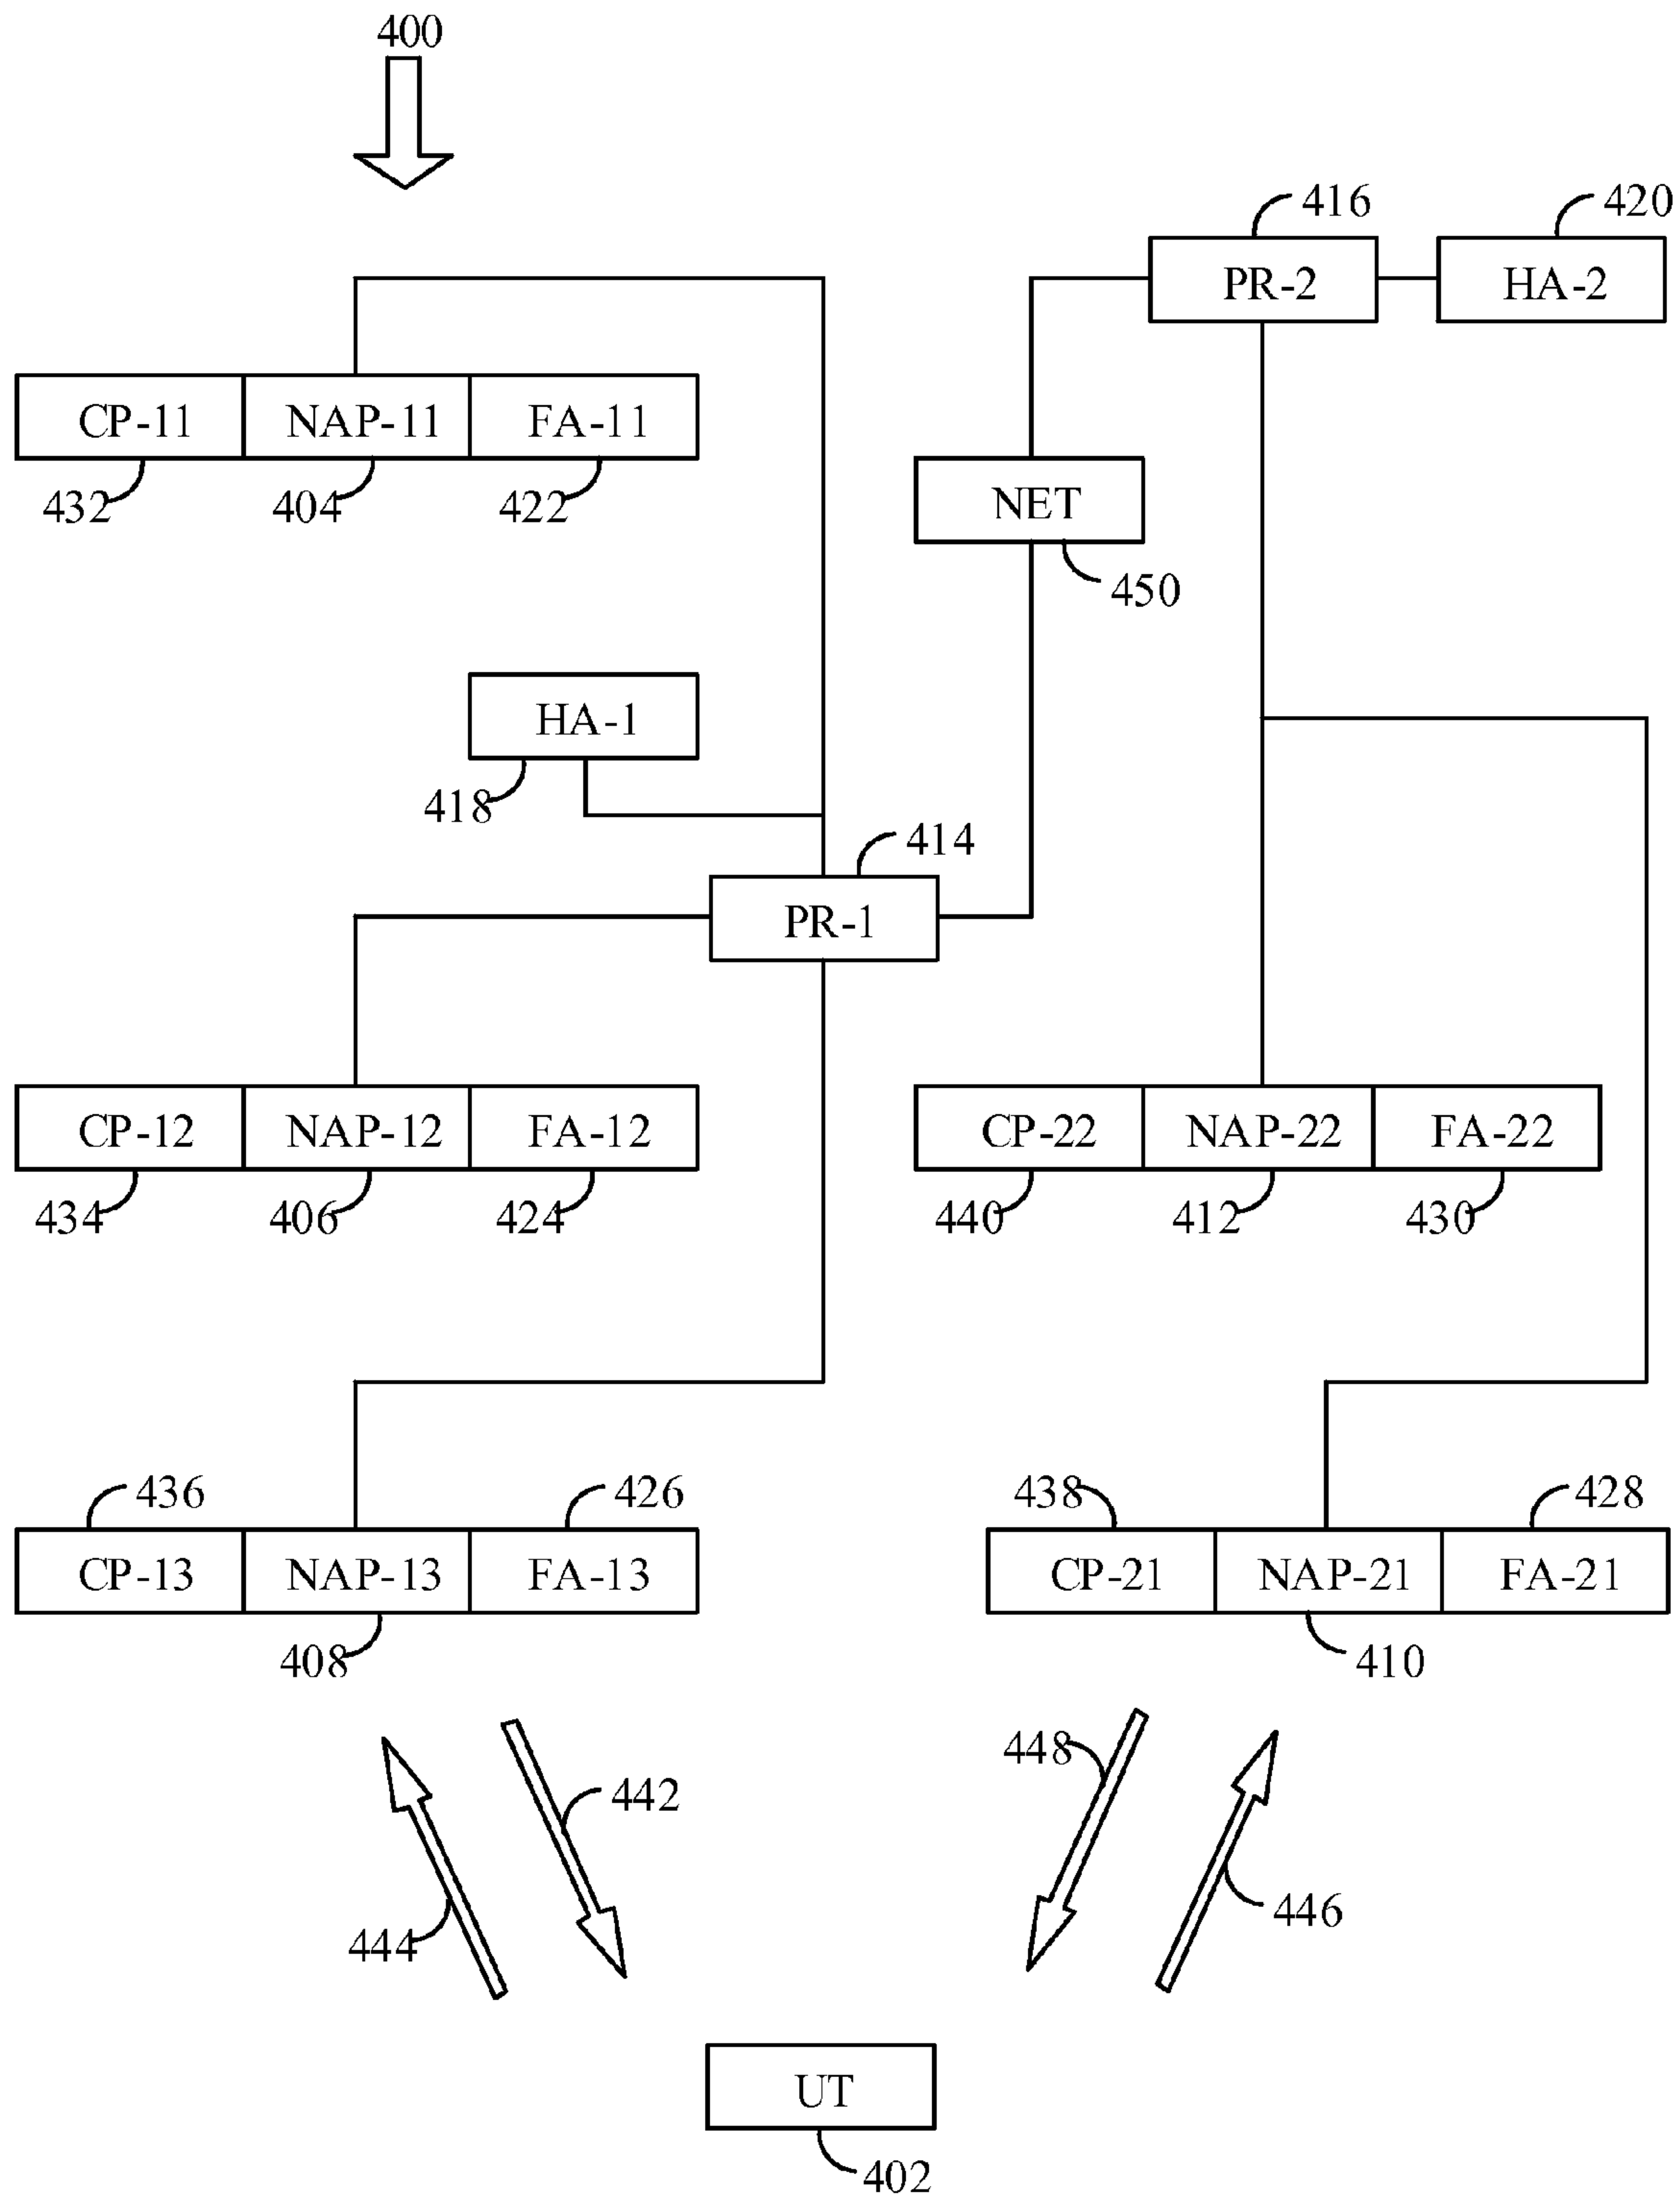 400
416 420
PR-2 HA-2
CP-11 NAP-11 FA-11
432 404 422
NET
450
HA-1
418
414
PR-1
CP-12 NAP-12 FA-12
434 406 424
CP-22 NAP-22 FA-22
440 412 430
436 426
CP-13 NAP-13 FA-13
408
438 428
CP-21 NAP-21 FA-21
410
444 442
448 446
UT
402